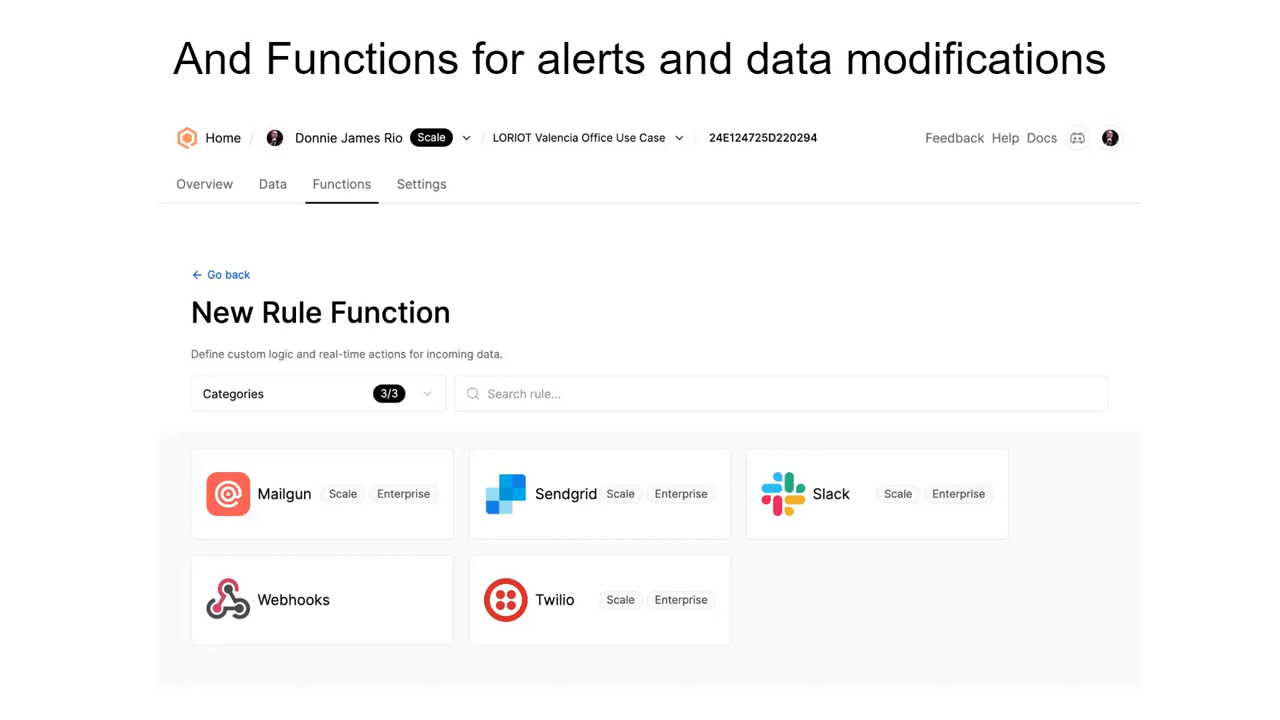 And Functions for alerts and data modifications
Home / Donnie James Rio Scale / LORIOT Valencia Office Use Case / 24E124725D220294 Feedback Help Docs
Overview Data Functions Settings
← Go back
New Rule Function
Define custom logic and real-time actions for incoming data.
Categories 3/3 Search rule...
Mailgun Scale Enterprise Sendgrid Scale Enterprise Slack Scale Enterprise
Webhooks Twilio Scale Enterprise